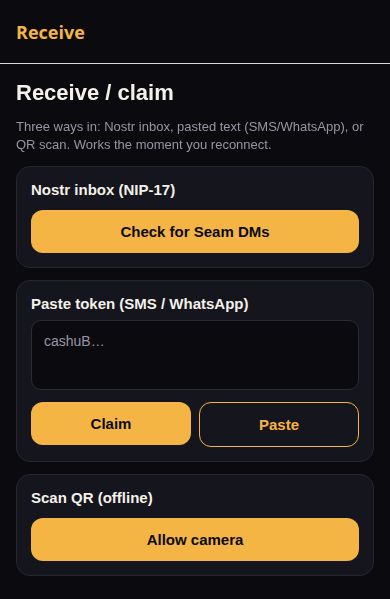 Receive
Receive / claim
Three ways in: Nostr inbox, pasted text (SMS/WhatsApp), or
QR scan. Works the moment you reconnect.
Nostr inbox (NIP-17)
Check for Seam DMs
Paste token (SMS / WhatsApp)
cashuB…
Claim
Paste
Scan QR (offline)
Allow camera